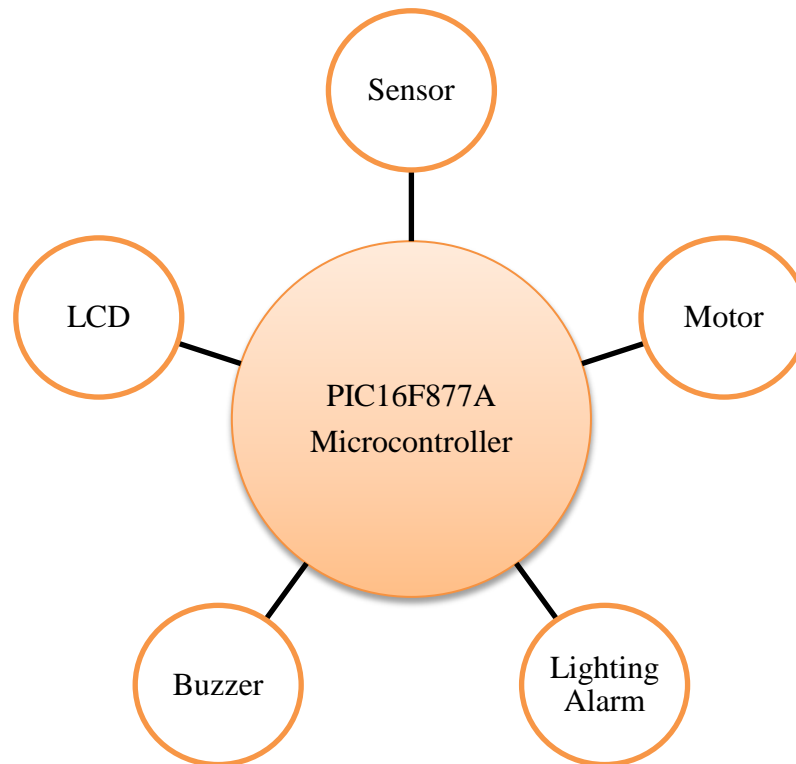 Sensor
LCD
Motor
PIC16F877A
Microcontroller
Buzzer
Lighting
Alarm